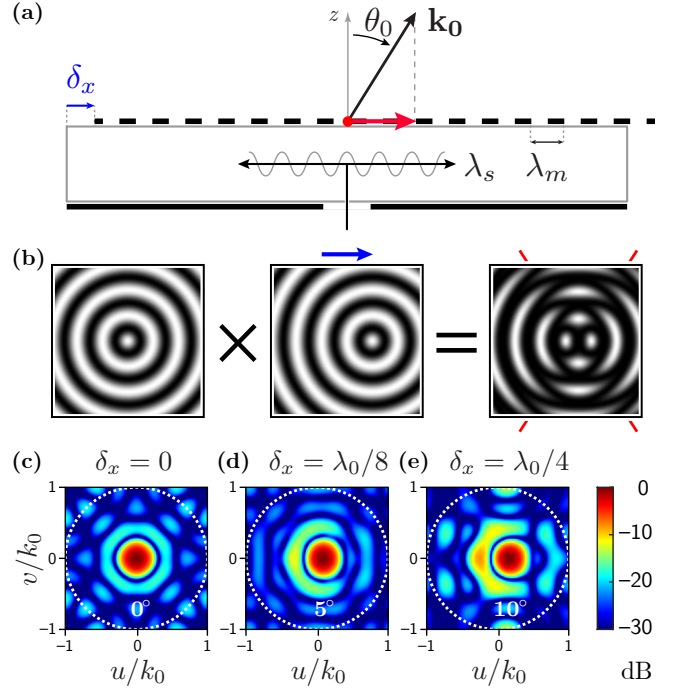 (a)
z
θ₀
k₀
δₓ
λₛ
λₘ
(b)
× =
(c) δₓ = 0
(d) δₓ = λ₀/8
(e) δₓ = λ₀/4
v/k₀
1
0
−1
0°
5°
10°
−1 0 1
−1 0 1
−1 0 1
u/k₀
u/k₀
u/k₀
0
−10
−20
−30
dB